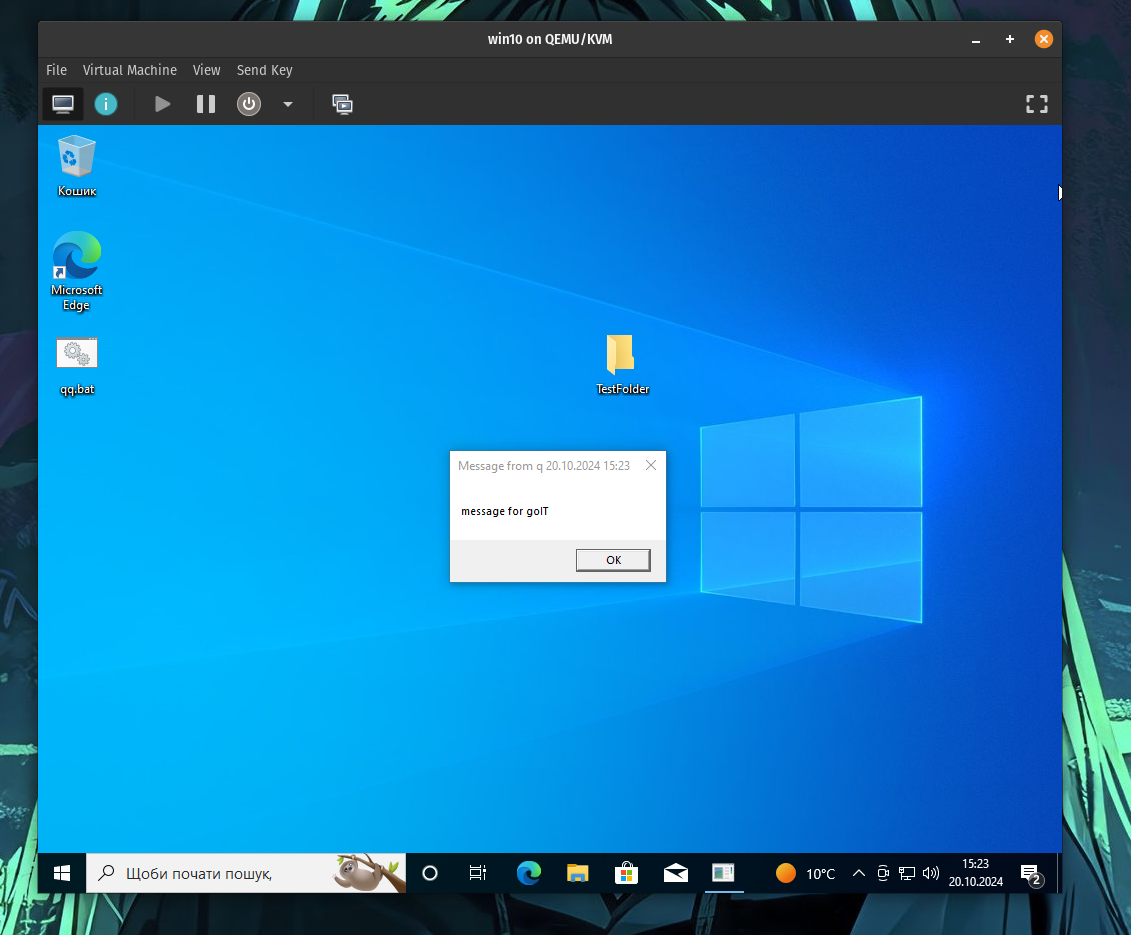 win10 on QEMU/KVM
File Virtual Machine View Send Key
Кошик
Microsoft
Edge
qq.bat
TestFolder
Message from q 20.10.2024 15:23
message for goIT
OK
Щоби почати пошук,
10°C
15:23
20.10.2024
2